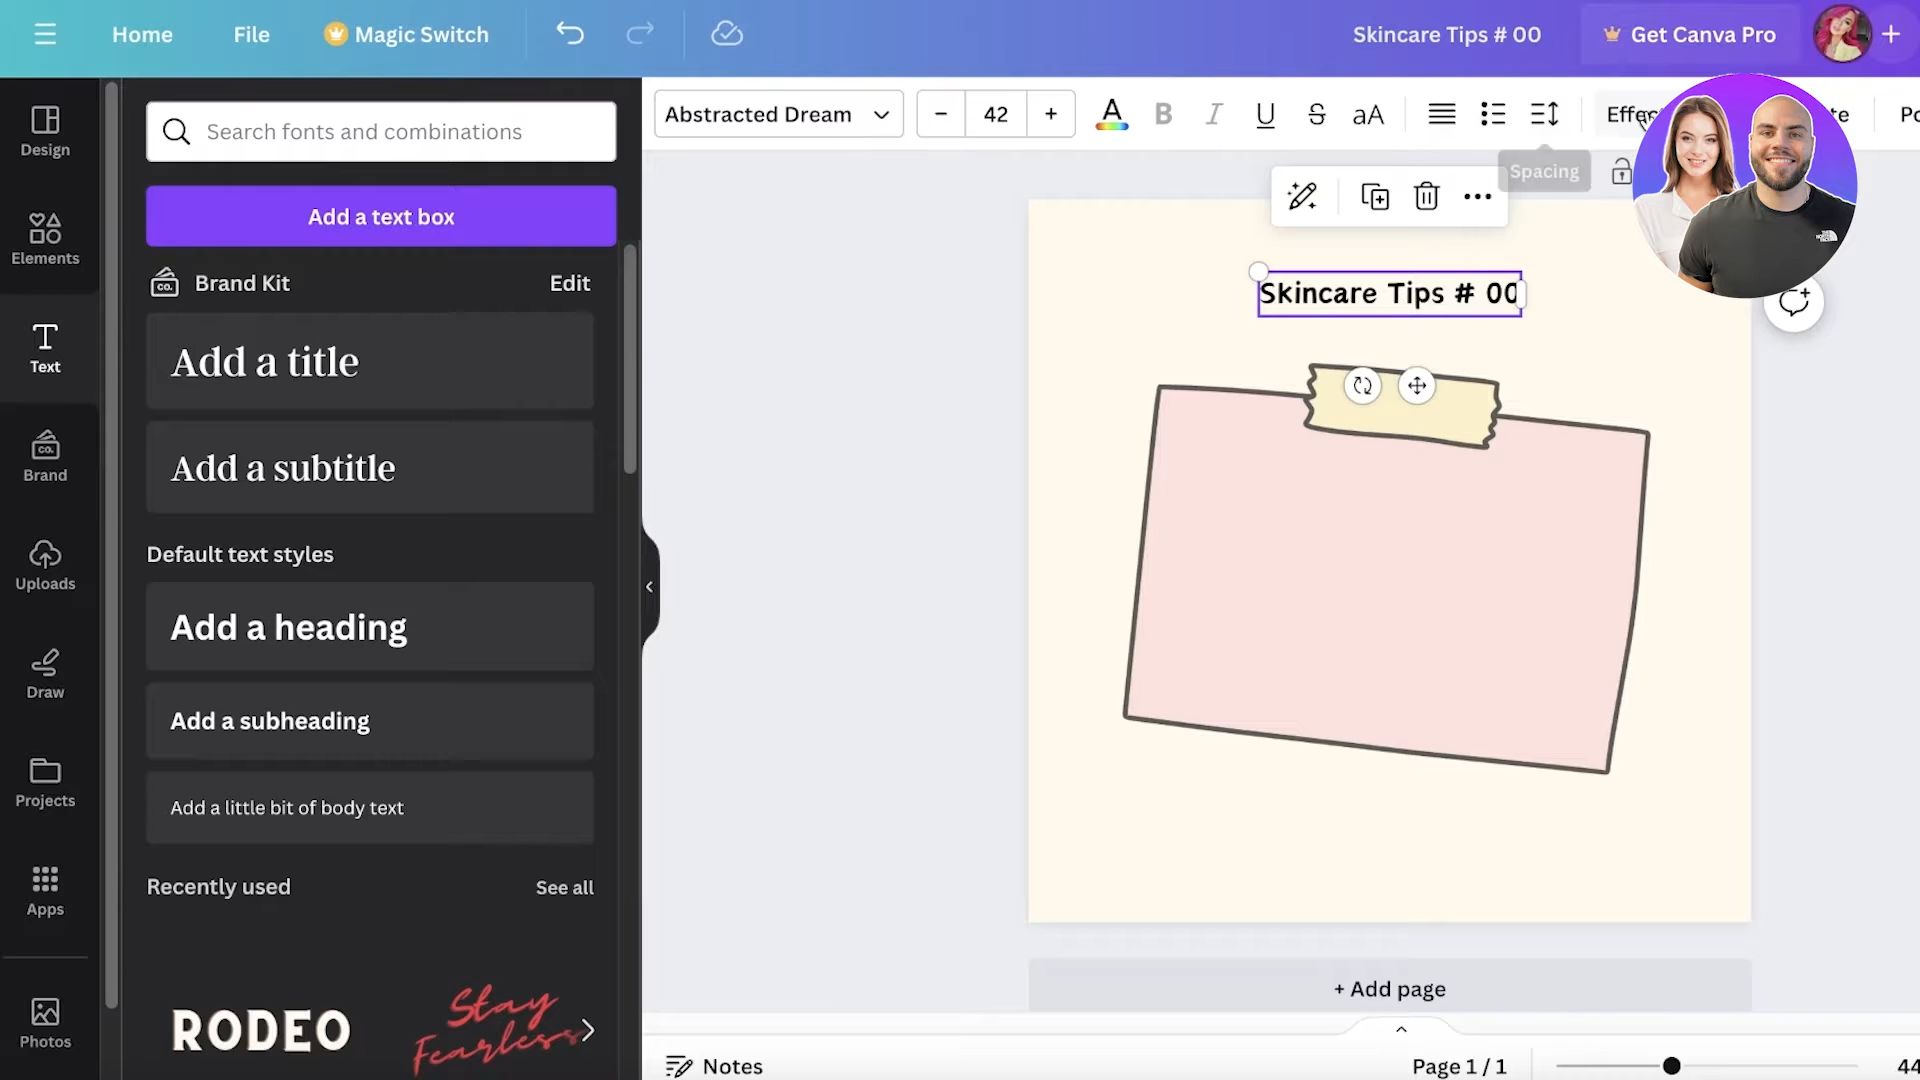 Home File Magic Switch Skincare Tips # 00 Get Canva Pro
Abstracted Dream 42 A B I U S aA
Spacing
Search fonts and combinations
Add a text box
Brand Kit Edit
Add a title
Add a subtitle
Default text styles
Add a heading
Add a subheading
Add a little bit of body text
Recently used See all
RODEO
Stay
Fearless
Design
Elements
Text
Brand
Uploads
Draw
Projects
Apps
Photos
Skincare Tips # 00
+ Add page
Notes Page 1 / 1 44